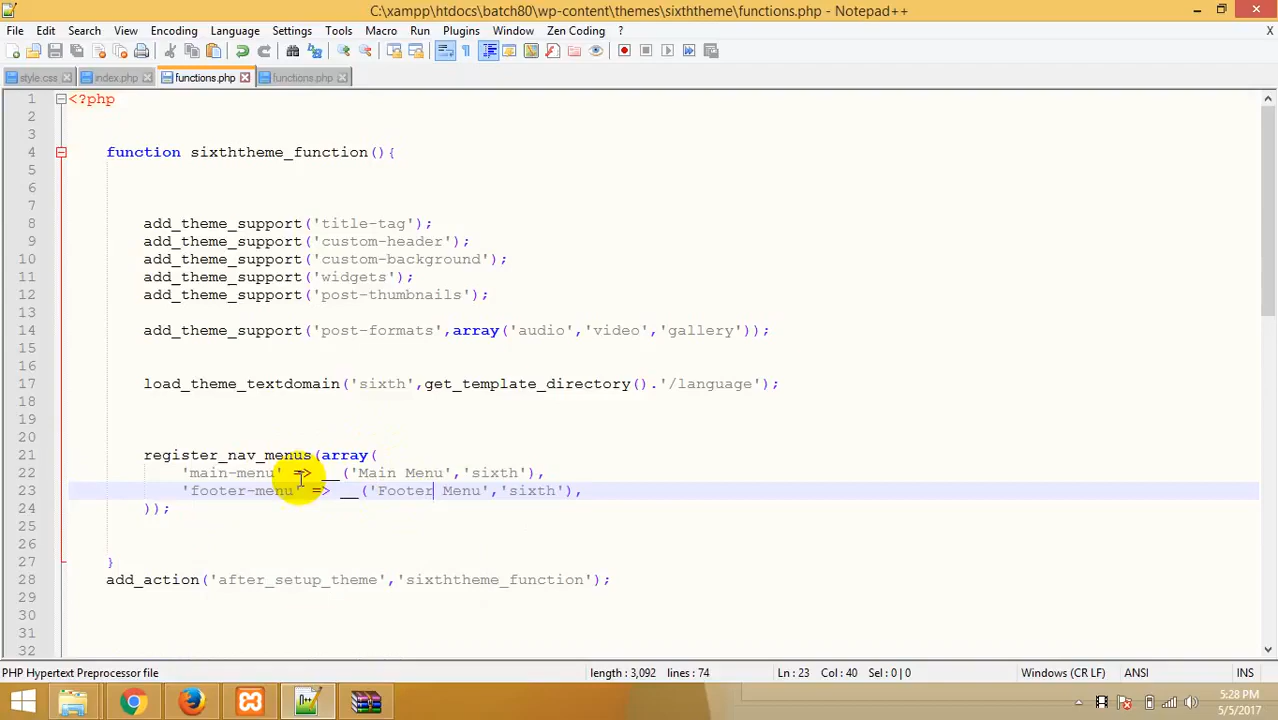 C:\xampp\htdocs\batch80\wp-content\themes\sixththeme\functions.php - Notepad++
File Edit Search View Encoding Language Settings Tools Macro Run Plugins Window Zen Coding ? X
style.css index.php functions.php functions.php
1 <?php
2
3
4 function sixththeme_function(){
5
6
7
8 add_theme_support('title-tag');
9 add_theme_support('custom-header');
10 add_theme_support('custom-background');
11 add_theme_support('widgets');
12 add_theme_support('post-thumbnails');
13
14 add_theme_support('post-formats',array('audio','video','gallery'));
15
16
17 load_theme_textdomain('sixth',get_template_directory().'/language');
18
19
20
21 register_nav_menus(array(
22 'main-menu' => __('Main Menu','sixth'),
23 'footer-menu' => __('Footer Menu','sixth'),
24 ));
25
26
27 }
28 add_action('after_setup_theme','sixththeme_function');
29
30
31
32
PHP Hypertext Preprocessor file length : 3,092 lines : 74 Ln : 23 Col : 40 Sel : 0 | 0 Windows (CR LF) ANSI INS
5:28 PM
5/5/2017